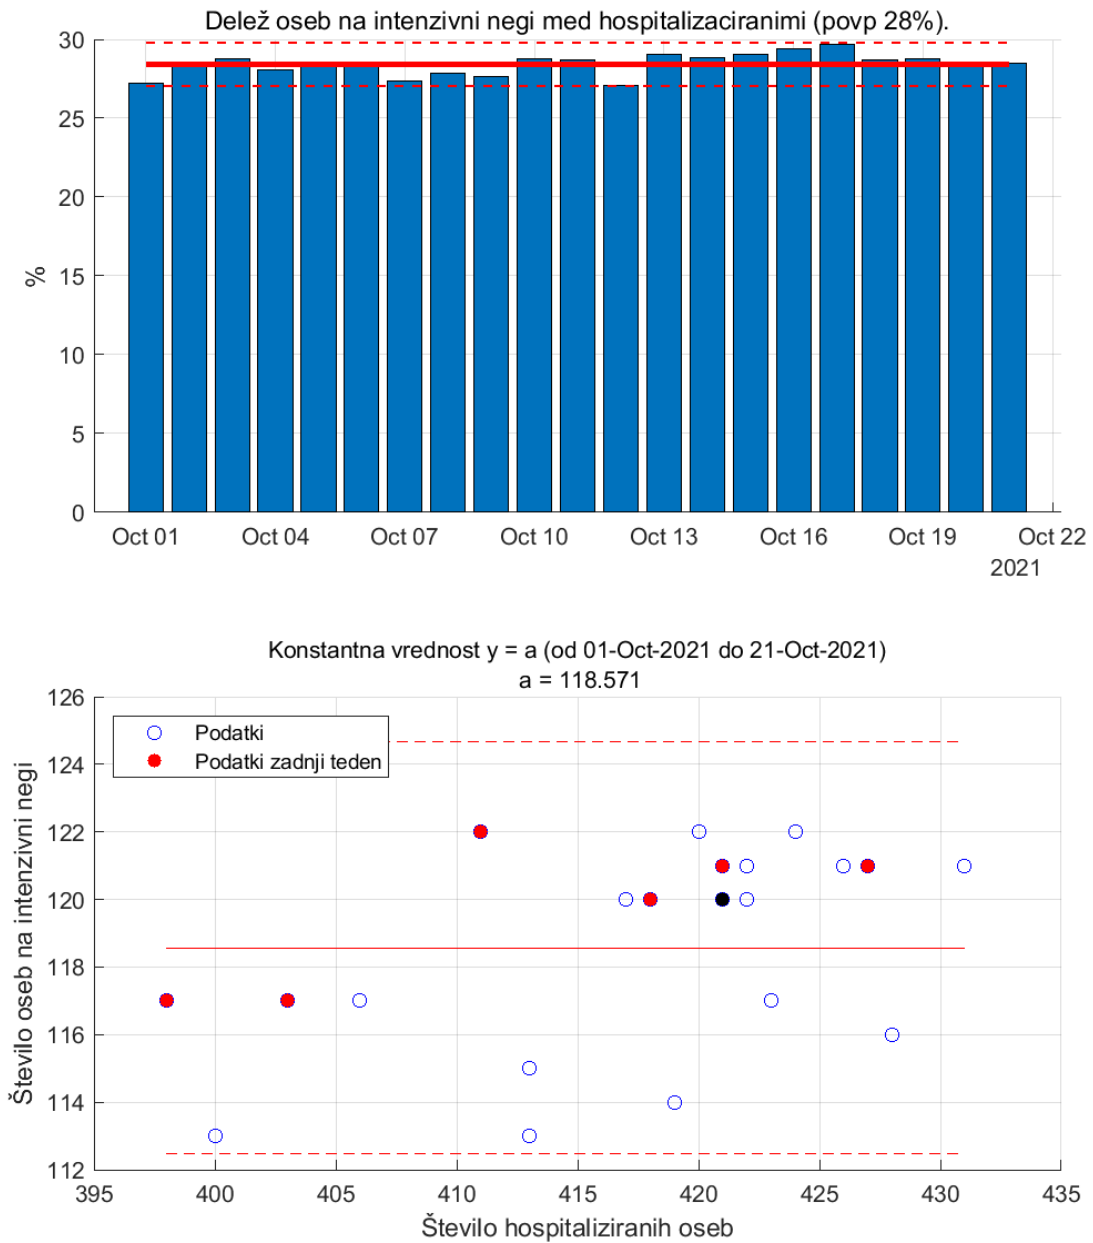 Delež oseb na intenzivni negi med hospitalizaciranimi (povp 28%).
30
25
20
15
10
5
0
%
Oct 01 Oct 04 Oct 07 Oct 10 Oct 13 Oct 16 Oct 19 Oct 22
2021
Konstantna vrednost y = a (od 01-Oct-2021 do 21-Oct-2021)
a = 118.571
Podatki
Podatki zadnji teden
126
124
122
120
118
116
114
112
Število oseb na intenzivni negi
395 400 405 410 415 420 425 430 435
Število hospitaliziranih oseb